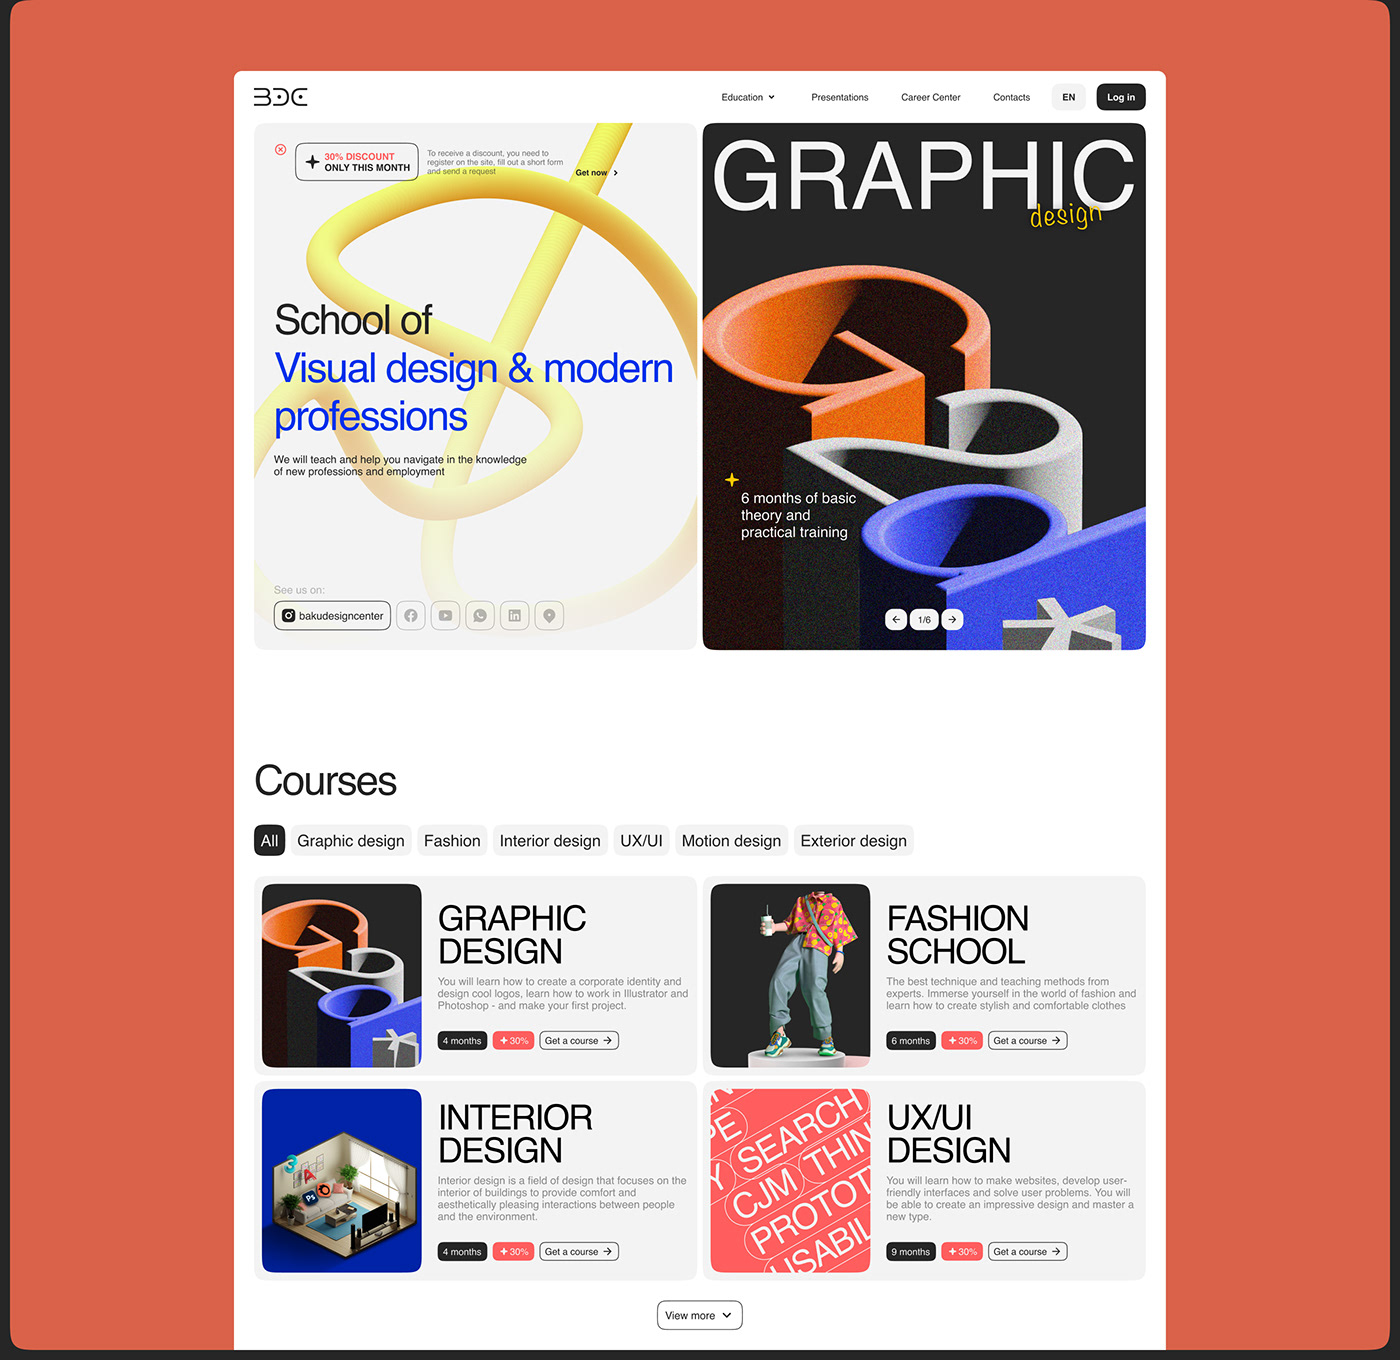 BDC
Education
Presentations
Career Center
Contacts
EN
Log in
30% DISCOUNT
ONLY THIS MONTH
To receive a discount, you need to
register on the site, fill out a short form
and send a request
Get now
School of
Visual design & modern
professions
We will teach and help you navigate in the knowledge
of new professions and employment
See us on:
bakudesigncenter
GRAPHIC
design
6 months of basic
theory and
practical training
1/6
Courses
All
Graphic design
Fashion
Interior design
UX/UI
Motion design
Exterior design
GRAPHIC
DESIGN
You will learn how to create a corporate identity and
design cool logos, learn how to work in Illustrator and
Photoshop - and make your first project.
4 months
30%
Get a course
FASHION
SCHOOL
The best technique and teaching methods from
experts. Immerse yourself in the world of fashion and
learn how to create stylish and comfortable clothes
6 months
30%
Get a course
3
A
Ps
INTERIOR
DESIGN
Interior design is a field of design that focuses on the
interior of buildings to provide comfort and
aesthetically pleasing interactions between people
and the environment.
4 months
30%
Get a course
PE
SEARCH
Y
CJM
THIN
PROTOT
USABIL
UX/UI
DESIGN
You will learn how to make websites, develop user-
friendly interfaces and solve user problems. You will
be able to create an impressive design and master a
new type.
9 months
30%
Get a course
View more